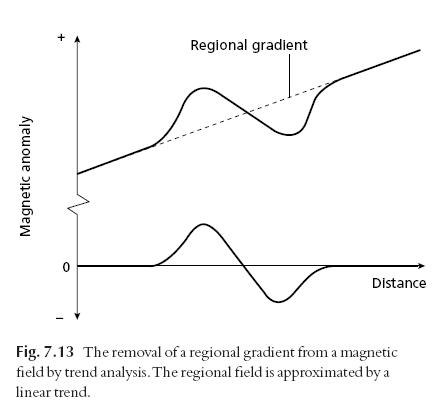 +
Regional gradient
Magnetic anomaly
0
Distance
–
Fig. 7.13 The removal of a regional gradient from a magnetic
field by trend analysis. The regional field is approximated by a
linear trend.